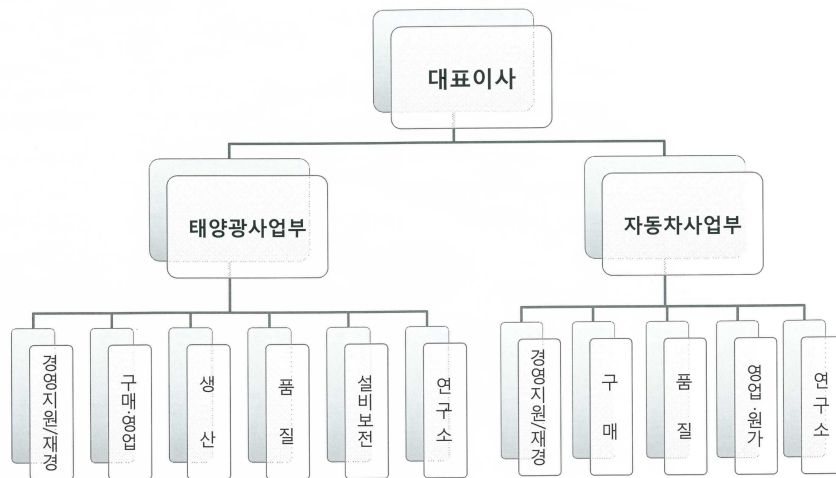 대표이사
태양광사업부
자동차사업부
경영지원/재경
구매·영업
생산
품질
설비보전
연구소
경영지원/재경
구매
품질
영업·원가
연구소